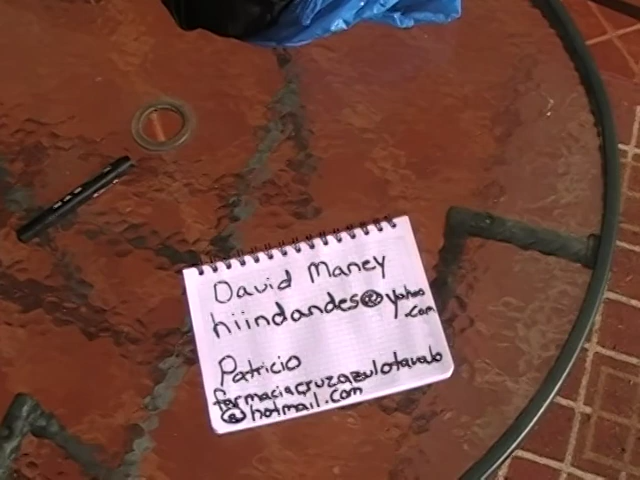 David Maney
hiindandes@yahoo
.com
Patricio
farmaciacruzazulotavalo
@hotmail.com